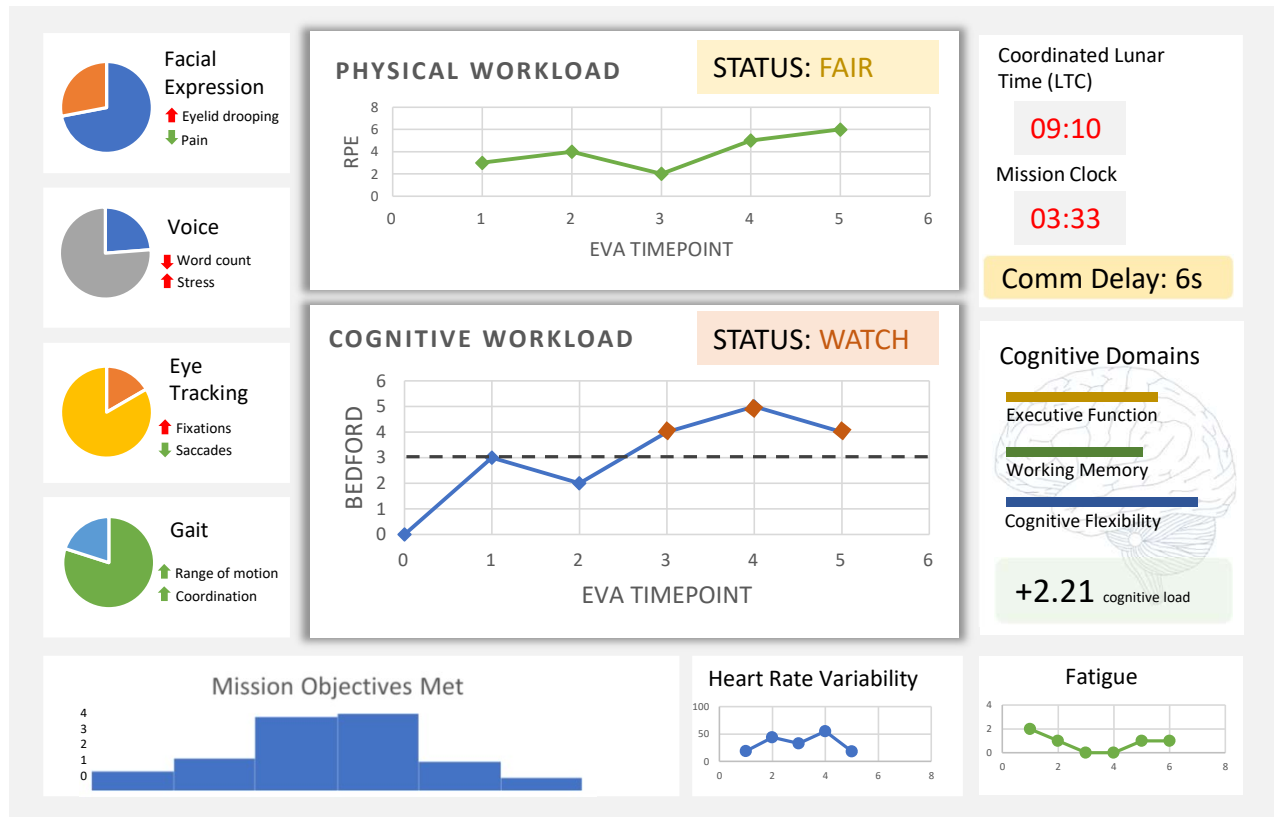 Facial
Expression
Eyelid drooping
Pain
Voice
Word count
Stress
Eye
Tracking
Fixations
Saccades
Gait
Range of motion
Coordination
PHYSICAL WORKLOAD
STATUS: FAIR
8
6
4
2
0
RPE
0 1 2 3 4 5 6
EVA TIMEPOINT
COGNITIVE WORKLOAD
STATUS: WATCH
6
5
4
3
2
1
0
BEDFORD
0 1 2 3 4 5 6
EVA TIMEPOINT
Coordinated Lunar
Time (LTC)
09:10
Mission Clock
03:33
Comm Delay: 6s
Cognitive Domains
Executive Function
Working Memory
Cognitive Flexibility
+2.21 cognitive load
Mission Objectives Met
4
3
2
1
0
Heart Rate Variability
100
50
0
0 2 4 6 8
Fatigue
4
2
0
0 2 4 6 8